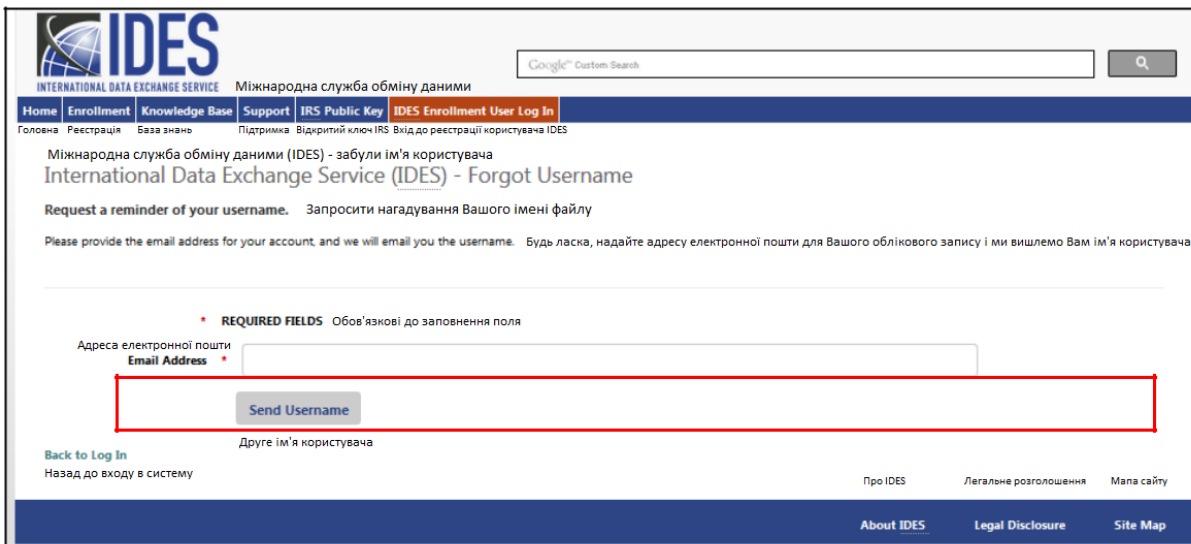 IDES
INTERNATIONAL DATA EXCHANGE SERVICE
Міжнародна служба обміну даними
Google™ Custom Search
Home Enrollment Knowledge Base Support IRS Public Key IDES Enrollment User Log In
Головна Реєстрація База знань Підтримка Відкритий ключ IRS Вхід до реєстрації користувача IDES
Міжнародна служба обміну даними (IDES) - забули ім'я користувача
International Data Exchange Service (IDES) - Forgot Username
Request a reminder of your username. Запросити нагадування Вашого імені файлу
Please provide the email address for your account, and we will email you the username. Будь ласка, надайте адресу електронної пошти для Вашого облікового запису і ми вишлемо Вам ім'я користувача
* REQUIRED FIELDS Обов'язкові до заповнення поля
Адреса електронної пошти
Email Address *
Send Username
Друге ім'я користувача
Back to Log In
Назад до входу в систему
Про IDES Легальне розголошення Мапа сайту
About IDES Legal Disclosure Site Map